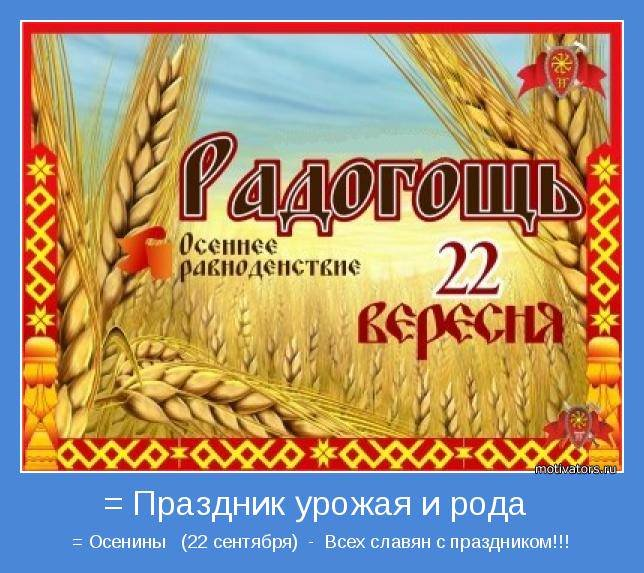 Радогощь
Осеннее
равноденствие
22
вересня
motivators.ru
= Праздник урожая и рода
= Осенины (22 сентября) - Всех славян с праздником!!!